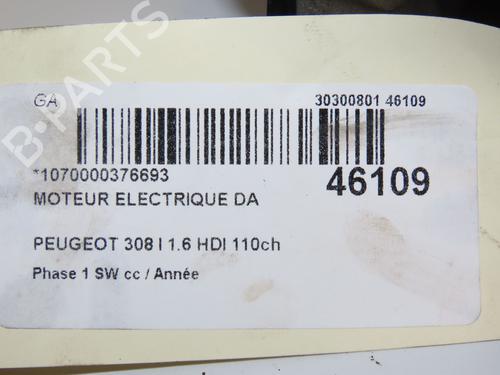 GA
30300801 46109
*1070000376693
46109
MOTEUR ELECTRIQUE DA
PEUGEOT 308 I 1.6 HDI 110ch
Phase 1 SW cc / Année
B-PARTS